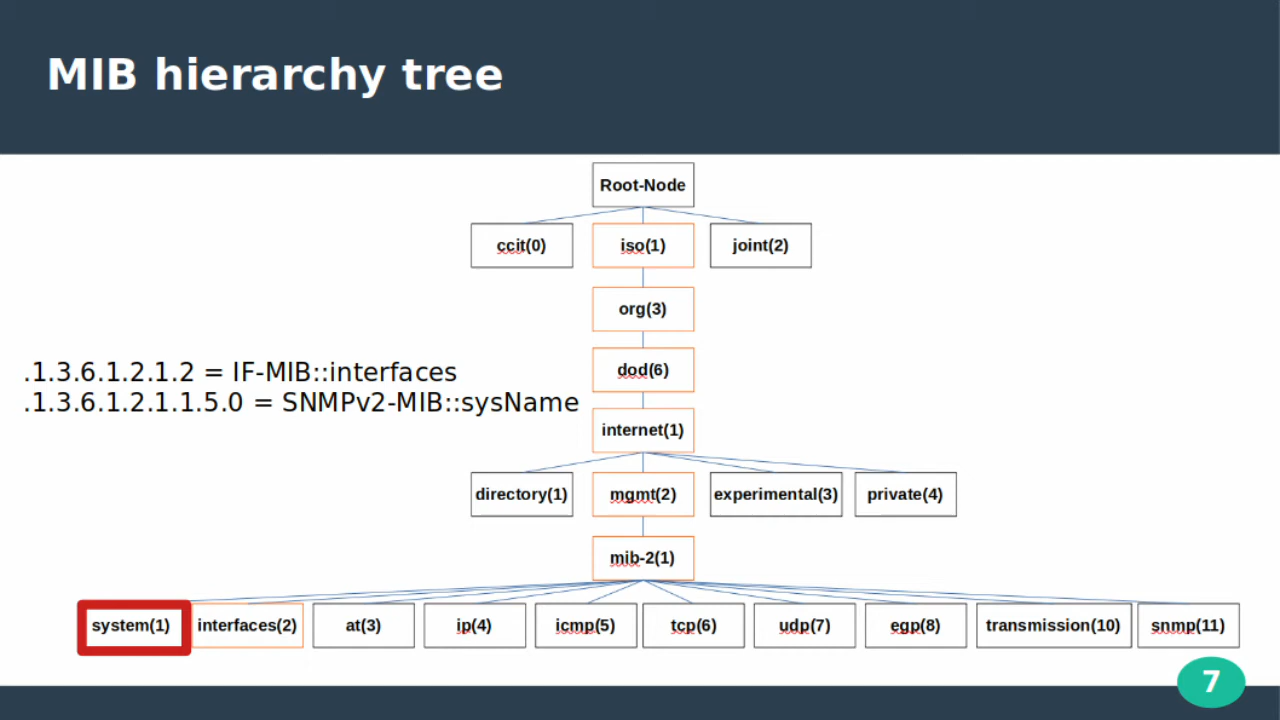 MIB hierarchy tree
Root-Node
ccit(0) iso(1) joint(2)
org(3)
.1.3.6.1.2.1.2 = IF-MIB::interfaces
dod(6)
.1.3.6.1.2.1.1.5.0 = SNMPv2-MIB::sysName
internet(1)
directory(1) mgmt(2) experimental(3) private(4)
mib-2(1)
system(1) interfaces(2) at(3) ip(4) icmp(5) tcp(6) udp(7) egp(8) transmission(10) snmp(11)
7